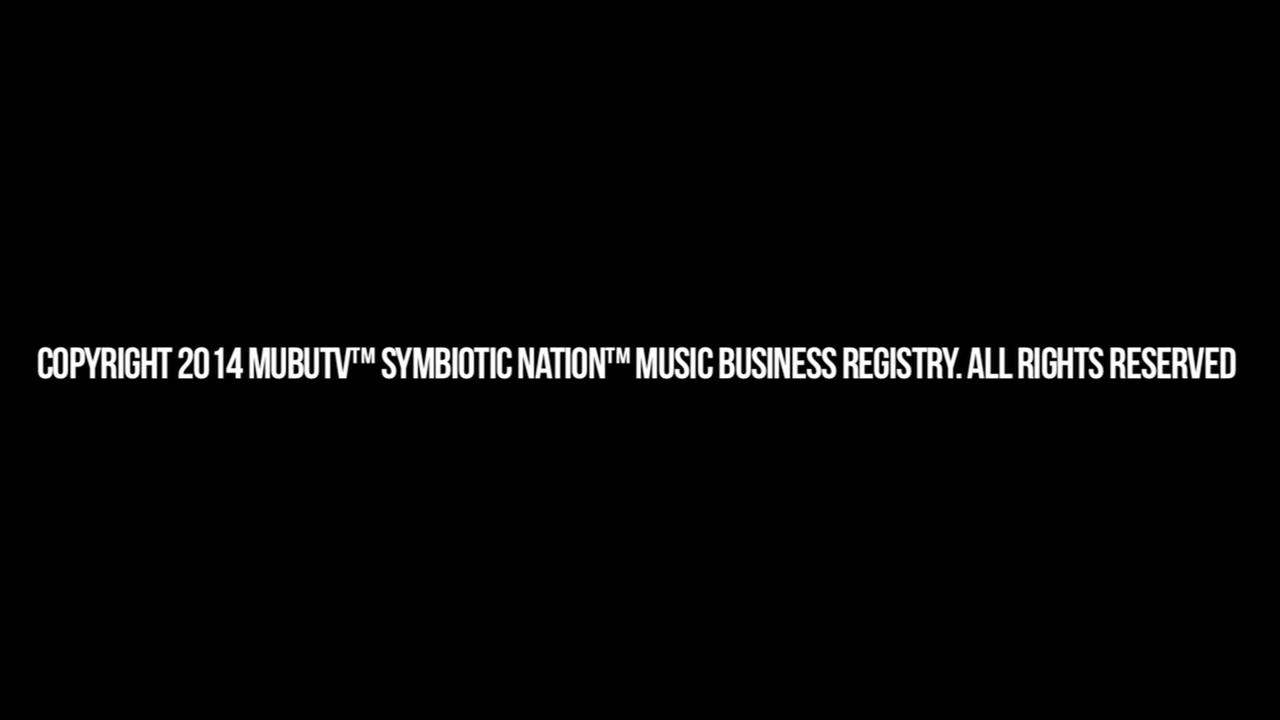 COPYRIGHT 2014 MUBUTV™ SYMBIOTIC NATION™ MUSIC BUSINESS REGISTRY. ALL RIGHTS RESERVED